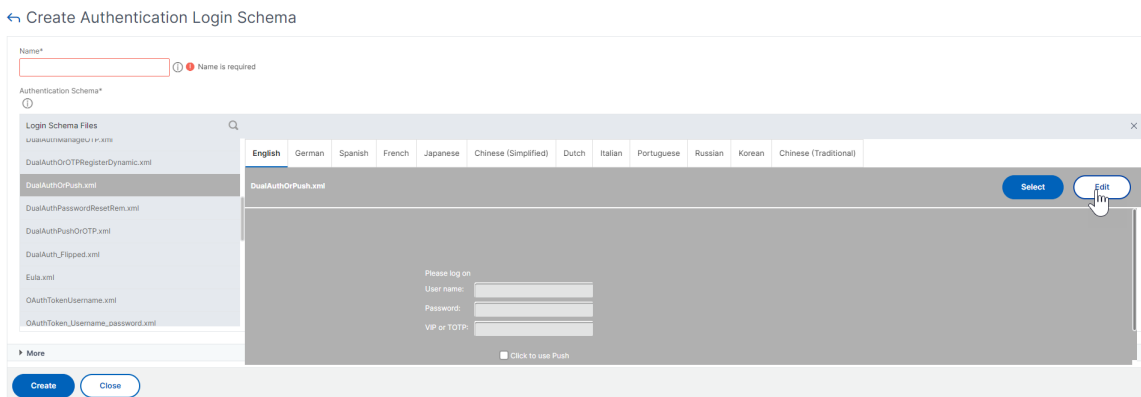 Create Authentication Login Schema
Name*
Name is required
Authentication Schema*
Login Schema Files
DualAuthManageOTP.xml
DualAuthOrOTPRegisterDynamic.xml
DualAuthOrPush.xml
DualAuthPasswordResetRem.xml
DualAuthPushOrOTP.xml
DualAuth_Flipped.xml
Eula.xml
OAuthTokenUsername.xml
OAuthToken_Username_password.xml
English German Spanish French Japanese Chinese (Simplified) Dutch Italian Portuguese Russian Korean Chinese (Traditional)
DualAuthOrPush.xml Select Edit
Please log on
User name:
Password:
VIP or TOTP:
Click to use Push
More
Create Close